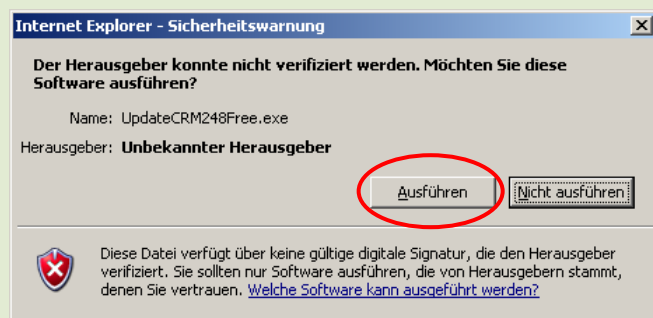 Internet Explorer - Sicherheitswarnung
Der Herausgeber konnte nicht verifiziert werden. Möchten Sie diese
Software ausführen?
Name: UpdateCRM248Free.exe
Herausgeber: Unbekannter Herausgeber
Ausführen Nicht ausführen
Diese Datei verfügt über keine gültige digitale Signatur, die den Herausgeber
verifiziert. Sie sollten nur Software ausführen, die von Herausgebern stammt,
denen Sie vertrauen. Welche Software kann ausgeführt werden?